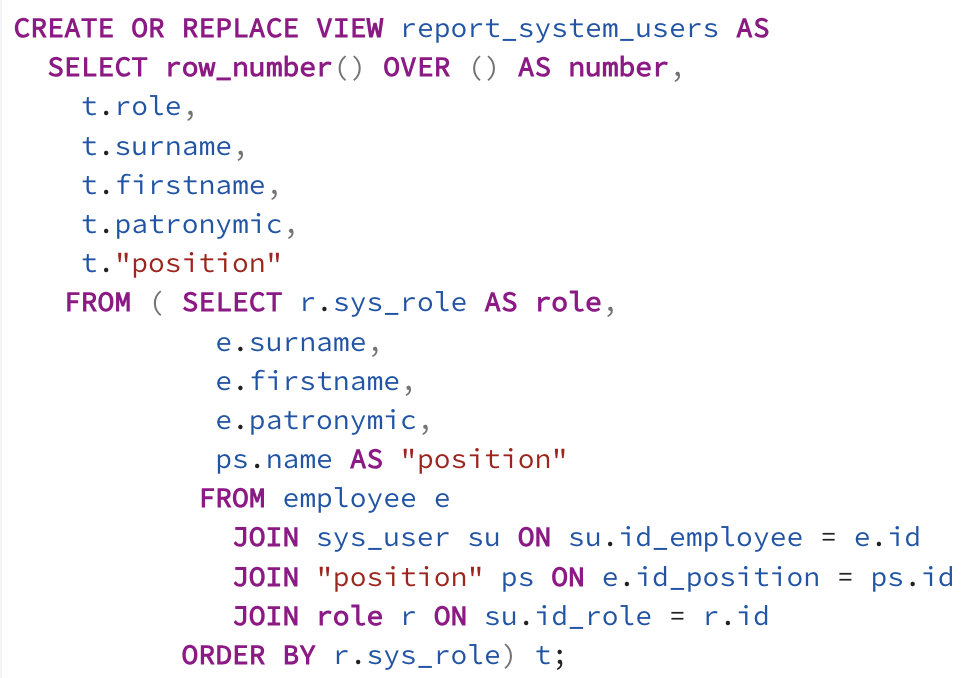 CREATE OR REPLACE VIEW report_system_users AS
  SELECT row_number() OVER () AS number,
    t.role,
    t.surname,
    t.firstname,
    t.patronymic,
    t."position"
   FROM ( SELECT r.sys_role AS role,
            e.surname,
            e.firstname,
            e.patronymic,
            ps.name AS "position"
           FROM employee e
             JOIN sys_user su ON su.id_employee = e.id
             JOIN "position" ps ON e.id_position = ps.id
             JOIN role r ON su.id_role = r.id
          ORDER BY r.sys_role) t;